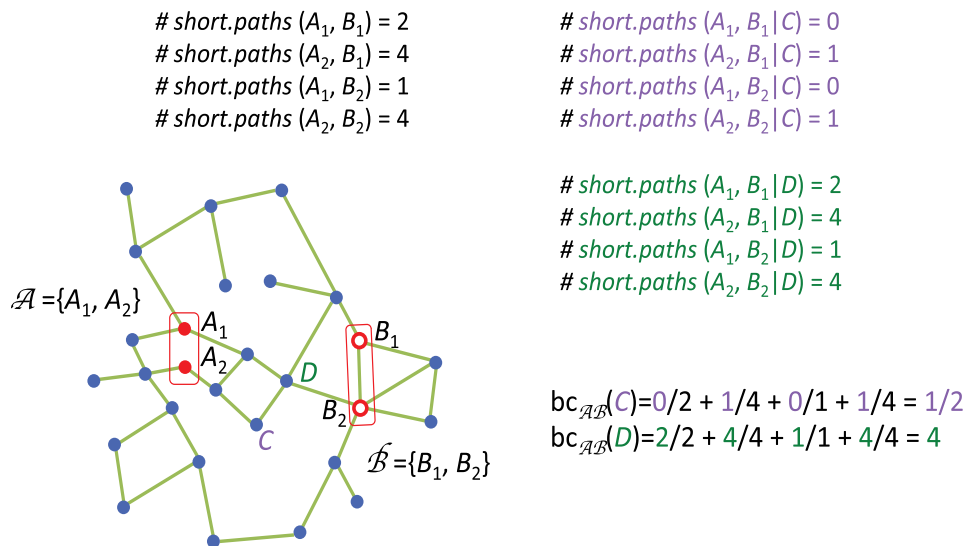 # short.paths (A₁, B₁) = 2
# short.paths (A₂, B₁) = 4
# short.paths (A₁, B₂) = 1
# short.paths (A₂, B₂) = 4
# short.paths (A₁, B₁|C) = 0
# short.paths (A₂, B₁|C) = 1
# short.paths (A₁, B₂|C) = 0
# short.paths (A₂, B₂|C) = 1
# short.paths (A₁, B₁|D) = 2
# short.paths (A₂, B₁|D) = 4
# short.paths (A₁, B₂|D) = 1
# short.paths (A₂, B₂|D) = 4
𝒜 ={A₁, A₂}
A₁
A₂
B₁
D
B₂
C
ℬ ={B₁, B₂}
bc𝒜ℬ(C)=0/2 + 1/4 + 0/1 + 1/4 = 1/2
bc𝒜ℬ(D)=2/2 + 4/4 + 1/1 + 4/4 = 4